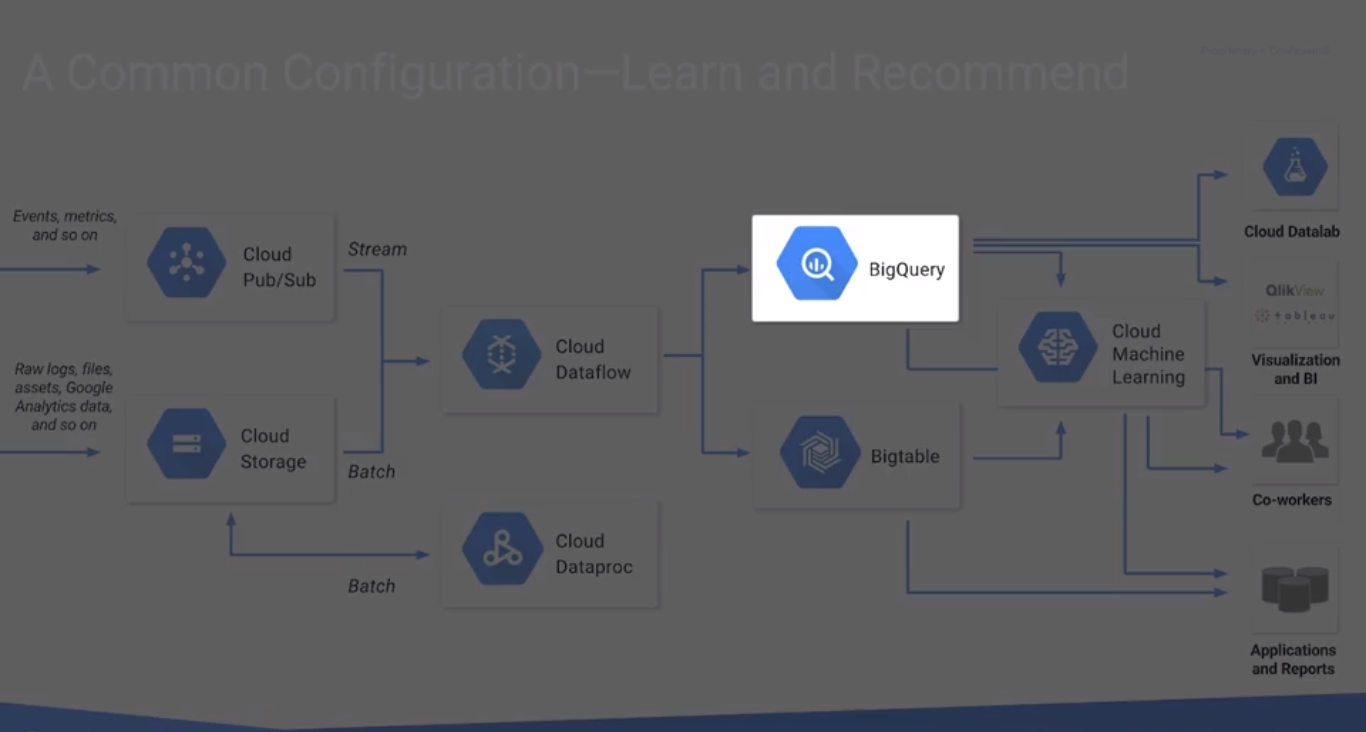 A Common Configuration—Learn and Recommend
Events, metrics,
and so on
Cloud
Pub/Sub
Stream
Raw logs, files,
assets, Google
Analytics data,
and so on
Cloud
Storage
Batch
Batch
Cloud
Dataflow
Cloud
Dataproc
BigQuery
Bigtable
Cloud
Machine
Learning
Cloud Datalab
QlikView
tableau
Visualization
and BI
Co-workers
Applications
and Reports